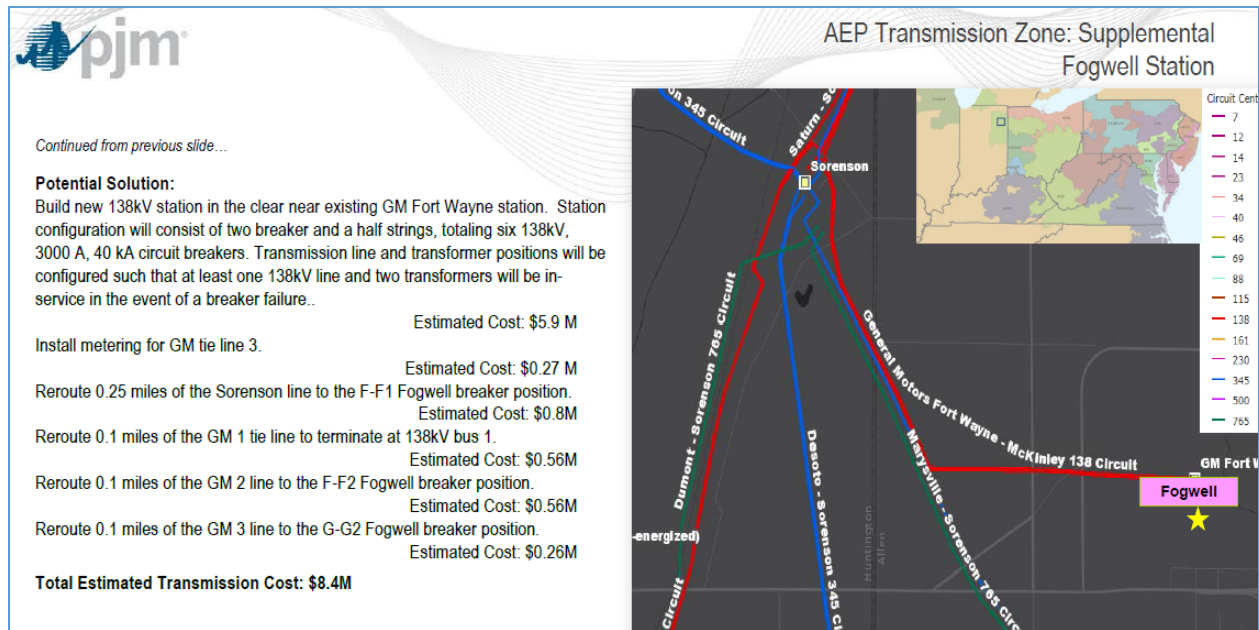 pjm
AEP Transmission Zone: Supplemental
Fogwell Station
Continued from previous slide…
Potential Solution:
Build new 138kV station in the clear near existing GM Fort Wayne station. Station
configuration will consist of two breaker and a half strings, totaling six 138kV,
3000 A, 40 kA circuit breakers. Transmission line and transformer positions will be
configured such that at least one 138kV line and two transformers will be in-
service in the event of a breaker failure..
Estimated Cost: $5.9 M
Install metering for GM tie line 3.
Estimated Cost: $0.27 M
Reroute 0.25 miles of the Sorenson line to the F-F1 Fogwell breaker position.
Estimated Cost: $0.8M
Reroute 0.1 miles of the GM 1 tie line to terminate at 138kV bus 1.
Estimated Cost: $0.56M
Reroute 0.1 miles of the GM 2 line to the F-F2 Fogwell breaker position.
Estimated Cost: $0.56M
Reroute 0.1 miles of the GM 3 line to the G-G2 Fogwell breaker position.
Estimated Cost: $0.26M
Total Estimated Transmission Cost: $8.4M
on 345 Circuit
Saturn - So
Sorenson
Dumont - Sorenson 765 Circuit
General Motors Fort Wayne - McKinley 138 Circuit
Desoto - Sorenson 345 Ci
Marysville - Sorenson 765 Circ
-energized)
Circuit
Huntington
Allen
GM Fort W
Fogwell
Circuit Cent
7
12
14
23
34
40
46
69
88
115
138
161
230
345
500
765